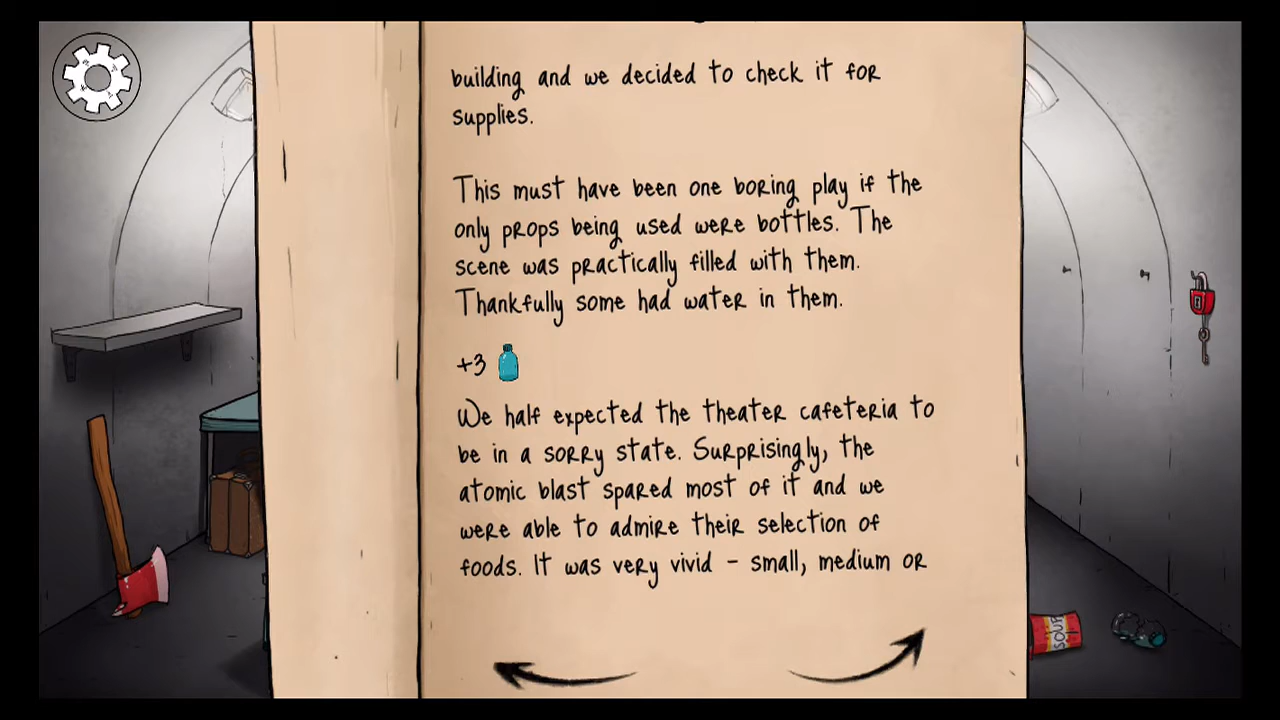 building and we decided to check it for
supplies.
This must have been one boring play if the
only props being used were bottles. The
scene was practically filled with them.
Thankfully some had water in them.
+3
We half expected the theater cafeteria to
be in a sorry state. Surprisingly, the
atomic blast spared most of it and we
were able to admire their selection of
foods. It was very vivid - small, medium or
SOUP